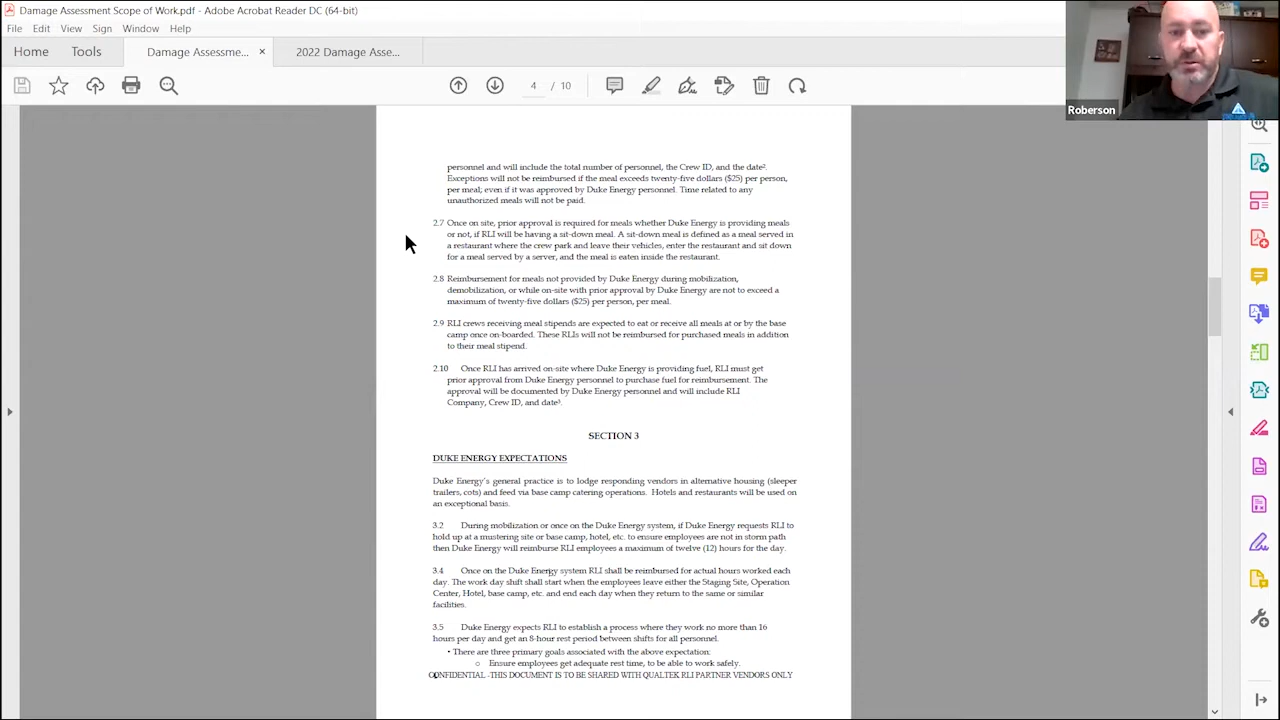 Damage Assessment Scope of Work.pdf - Adobe Acrobat Reader DC (64-bit)
File Edit View Sign Window Help
Home Tools Damage Assessme... × 2022 Damage Asse...
4 / 10
Roberson
personnel and will include the total number of personnel, the Crew ID, and the date².
Exceptions will not be reimbursed if the meal exceeds twenty-five dollars ($25) per person,
per meal; even if it was approved by Duke Energy personnel. Time related to any
unauthorized meals will not be paid.
2.7 Once on site, prior approval is required for meals whether Duke Energy is providing meals
or not, if RLI will be having a sit-down meal. A sit-down meal is defined as a meal served in
a restaurant where the crew park and leave their vehicles, enter the restaurant and sit down
for a meal served by a server, and the meal is eaten inside the restaurant.
2.8 Reimbursement for meals not provided by Duke Energy during mobilization,
demobilization, or while on-site with prior approval by Duke Energy are not to exceed a
maximum of twenty-five dollars ($25) per person, per meal.
2.9 RLI crews receiving meal stipends are expected to eat or receive all meals at or by the base
camp once on-boarded. These RLIs will not be reimbursed for purchased meals in addition
to their meal stipend.
2.10 Once RLI has arrived on-site where Duke Energy is providing fuel, RLI must get
prior approval from Duke Energy personnel to purchase fuel for reimbursement. The
approval will be documented by Duke Energy personnel and will include RLI
Company, Crew ID, and date³.
SECTION 3
DUKE ENERGY EXPECTATIONS
Duke Energy's general practice is to lodge responding vendors in alternative housing (sleeper
trailers, cots) and feed via base camp catering operations. Hotels and restaurants will be used on
an exceptional basis.
3.2 During mobilization or once on the Duke Energy system, if Duke Energy requests RLI to
hold up at a mustering site or base camp, hotel, etc. to ensure employees are not in storm path
then Duke Energy will reimburse RLI employees a maximum of twelve (12) hours for the day.
3.4 Once on the Duke Energy system RLI shall be reimbursed for actual hours worked each
day. The work day shift shall start when the employees leave either the Staging Site, Operation
Center, Hotel, base camp, etc. and end each day when they return to the same or similar
facilities.
3.5 Duke Energy expects RLI to establish a process where they work no more than 16
hours per day and get an 8-hour rest period between shifts for all personnel.
• There are three primary goals associated with the above expectation:
o Ensure employees get adequate rest time, to be able to work safely.
CONFIDENTIAL -THIS DOCUMENT IS TO BE SHARED WITH QUALTEK RLI PARTNER VENDORS ONLY